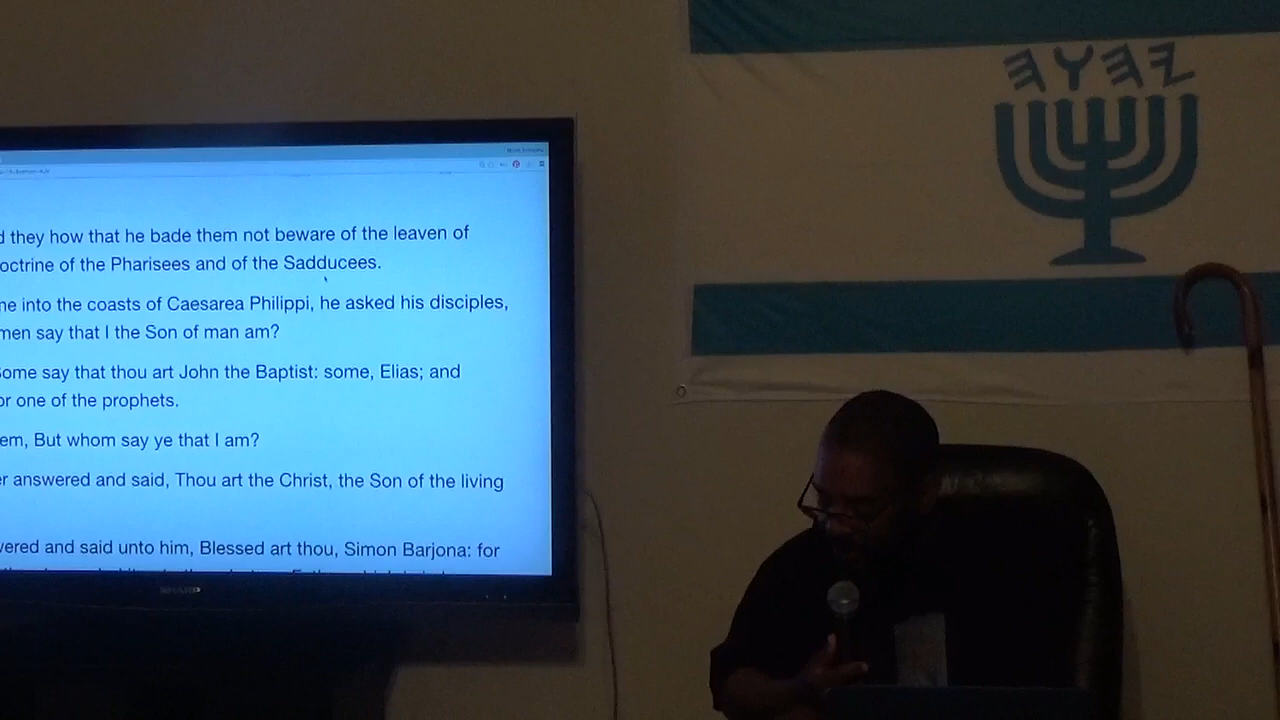 d they how that he bade them not beware of the leaven of
octrine of the Pharisees and of the Sadducees.
me into the coasts of Caesarea Philippi, he asked his disciples,
men say that I the Son of man am?
Some say that thou art John the Baptist: some, Elias; and
or one of the prophets.
em, But whom say ye that I am?
er answered and said, Thou art the Christ, the Son of the living
wered and said unto him, Blessed art thou, Simon Barjona: for
SHARP
𐤉𐤄𐤅𐤄